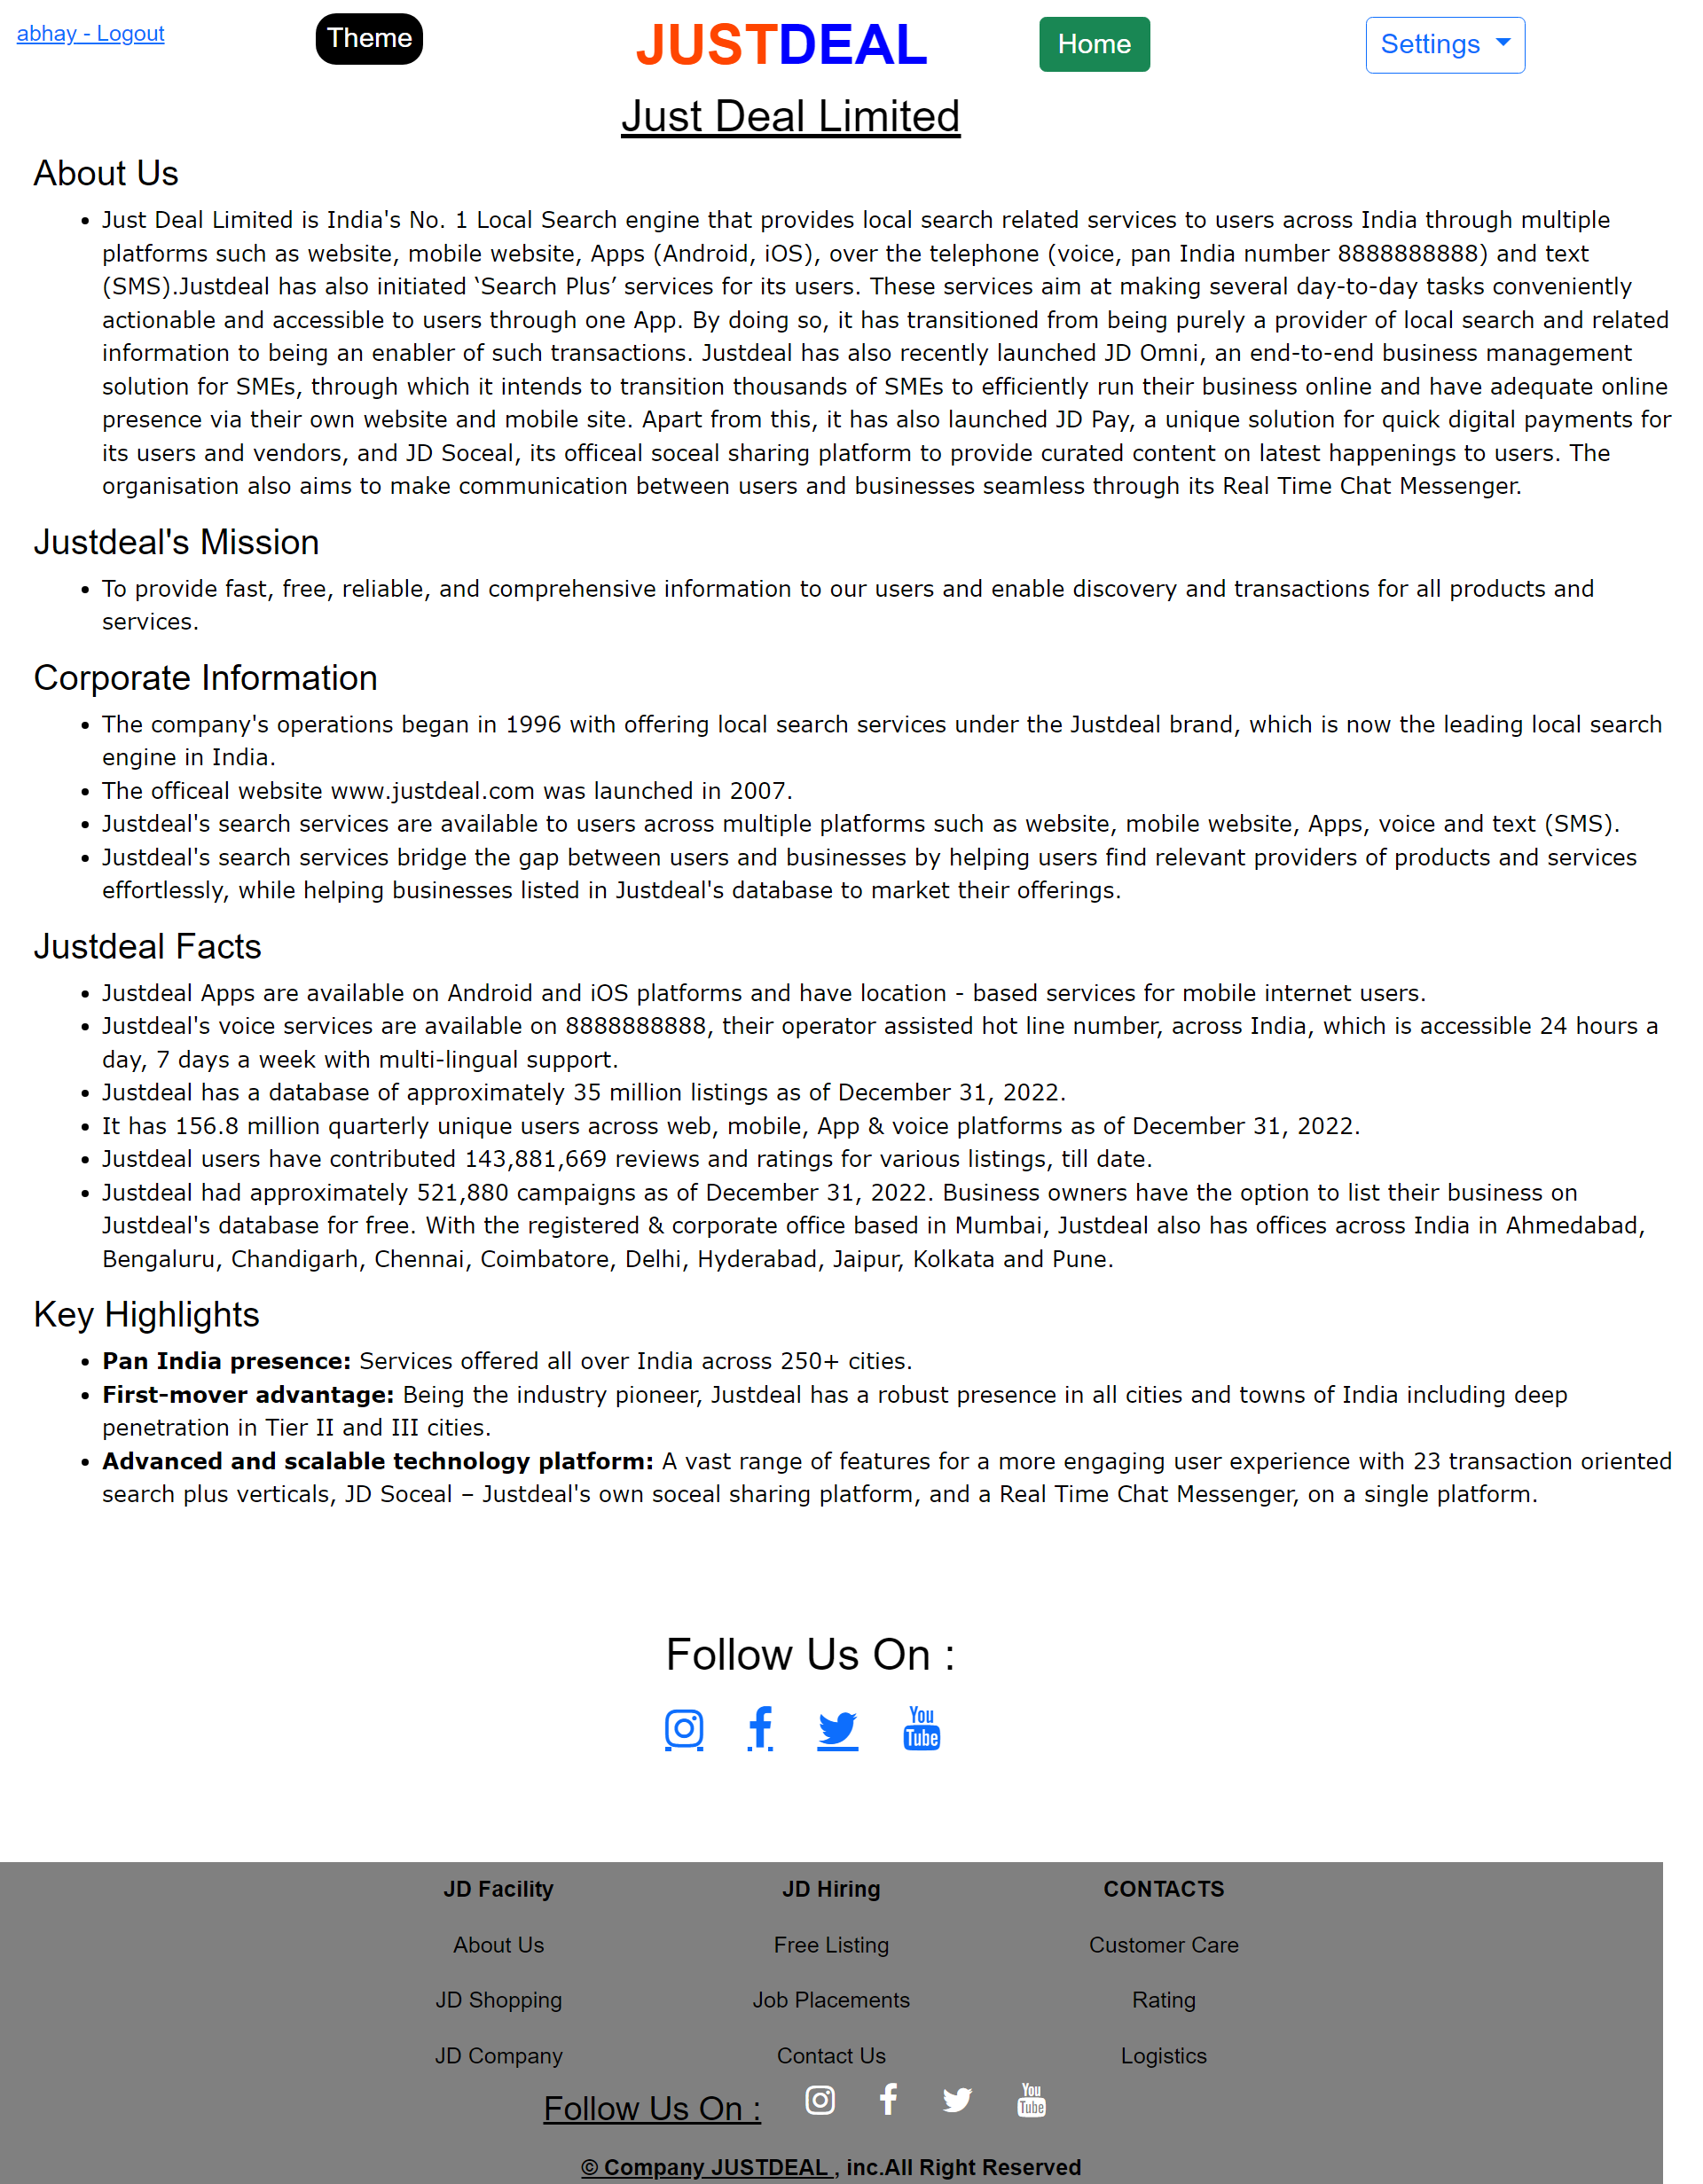 abhay - Logout
Theme
JUSTDEAL
Home
Settings
Just Deal Limited
About Us
• Just Deal Limited is India's No. 1 Local Search engine that provides local search related services to users across India through multiple
platforms such as website, mobile website, Apps (Android, iOS), over the telephone (voice, pan India number 8888888888) and text
(SMS).Justdeal has also initiated ‘Search Plus’ services for its users. These services aim at making several day-to-day tasks conveniently
actionable and accessible to users through one App. By doing so, it has transitioned from being purely a provider of local search and related
information to being an enabler of such transactions. Justdeal has also recently launched JD Omni, an end-to-end business management
solution for SMEs, through which it intends to transition thousands of SMEs to efficiently run their business online and have adequate online
presence via their own website and mobile site. Apart from this, it has also launched JD Pay, a unique solution for quick digital payments for
its users and vendors, and JD Soceal, its officeal soceal sharing platform to provide curated content on latest happenings to users. The
organisation also aims to make communication between users and businesses seamless through its Real Time Chat Messenger.
Justdeal's Mission
• To provide fast, free, reliable, and comprehensive information to our users and enable discovery and transactions for all products and
services.
Corporate Information
• The company's operations began in 1996 with offering local search services under the Justdeal brand, which is now the leading local search
engine in India.
• The officeal website www.justdeal.com was launched in 2007.
• Justdeal's search services are available to users across multiple platforms such as website, mobile website, Apps, voice and text (SMS).
• Justdeal's search services bridge the gap between users and businesses by helping users find relevant providers of products and services
effortlessly, while helping businesses listed in Justdeal's database to market their offerings.
Justdeal Facts
• Justdeal Apps are available on Android and iOS platforms and have location - based services for mobile internet users.
• Justdeal's voice services are available on 8888888888, their operator assisted hot line number, across India, which is accessible 24 hours a
day, 7 days a week with multi-lingual support.
• Justdeal has a database of approximately 35 million listings as of December 31, 2022.
• It has 156.8 million quarterly unique users across web, mobile, App & voice platforms as of December 31, 2022.
• Justdeal users have contributed 143,881,669 reviews and ratings for various listings, till date.
• Justdeal had approximately 521,880 campaigns as of December 31, 2022. Business owners have the option to list their business on
Justdeal's database for free. With the registered & corporate office based in Mumbai, Justdeal also has offices across India in Ahmedabad,
Bengaluru, Chandigarh, Chennai, Coimbatore, Delhi, Hyderabad, Jaipur, Kolkata and Pune.
Key Highlights
• Pan India presence: Services offered all over India across 250+ cities.
• First-mover advantage: Being the industry pioneer, Justdeal has a robust presence in all cities and towns of India including deep
penetration in Tier II and III cities.
• Advanced and scalable technology platform: A vast range of features for a more engaging user experience with 23 transaction oriented
search plus verticals, JD Soceal – Justdeal's own soceal sharing platform, and a Real Time Chat Messenger, on a single platform.
Follow Us On :
You
Tube
JD Facility JD Hiring CONTACTS
About Us Free Listing Customer Care
JD Shopping Job Placements Rating
JD Company Contact Us Logistics
Follow Us On :
You
Tube
© Company JUSTDEAL , inc.All Right Reserved